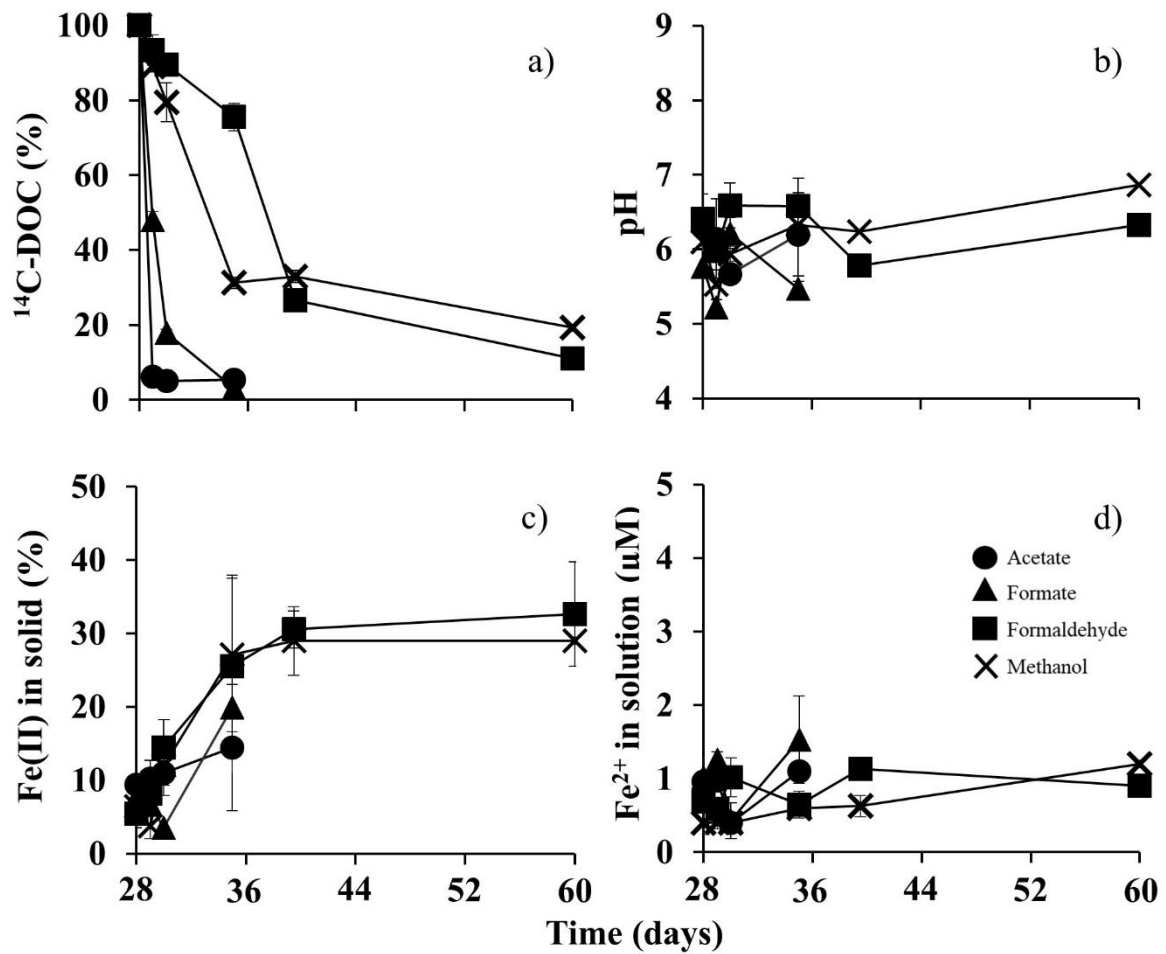 100
80
60
40
20
0
¹⁴C-DOC (%)
a)
9
8
7
6
5
4
pH
b)
50
40
30
20
10
0
Fe(II) in solid (%)
c)
28
36
44
52
60
5
4
3
2
1
0
Fe²⁺ in solution (µM)
d)
Acetate
Formate
Formaldehyde
Methanol
28
36
44
52
60
Time (days)